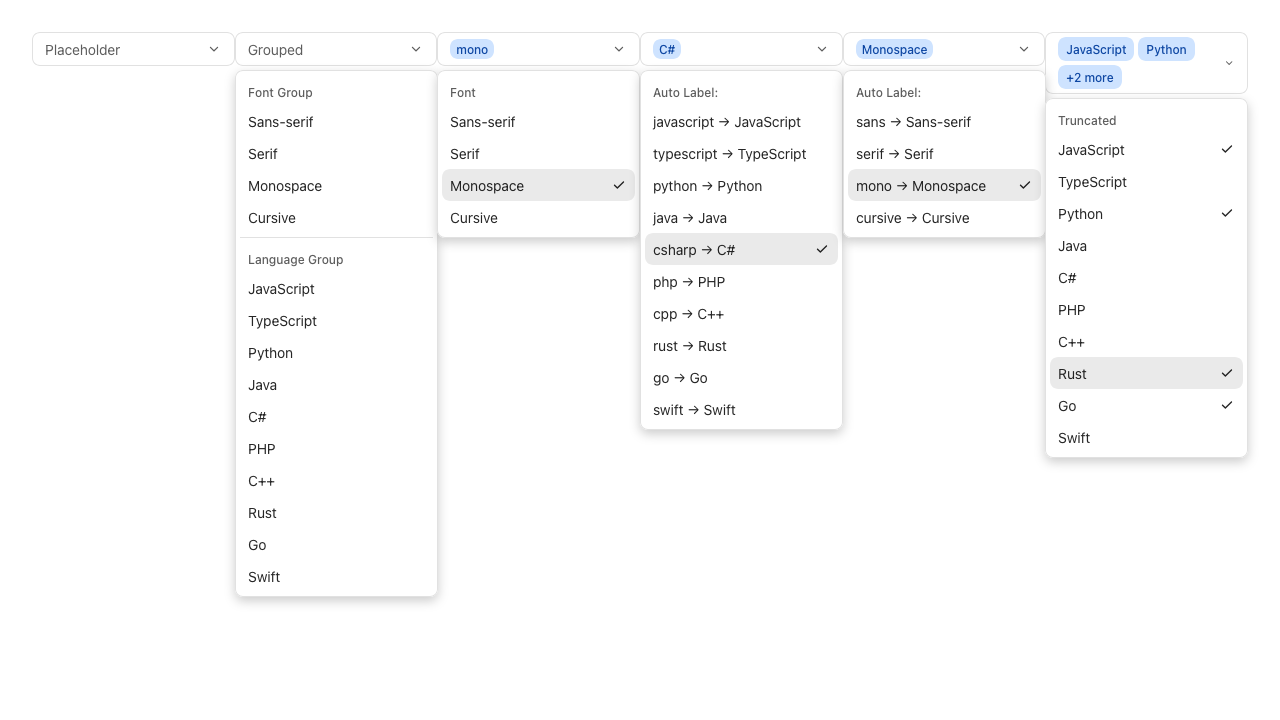 Placeholder
Grouped
Font Group
Sans-serif
Serif
Monospace
Cursive
Language Group
JavaScript
TypeScript
Python
Java
C#
PHP
C++
Rust
Go
Swift
mono
Font
Sans-serif
Serif
Monospace
Cursive
C#
Auto Label:
javascript → JavaScript
typescript → TypeScript
python → Python
java → Java
csharp → C#
php → PHP
cpp → C++
rust → Rust
go → Go
swift → Swift
Monospace
Auto Label:
sans → Sans-serif
serif → Serif
mono → Monospace
cursive → Cursive
JavaScript Python
+2 more
Truncated
JavaScript
TypeScript
Python
Java
C#
PHP
C++
Rust
Go
Swift